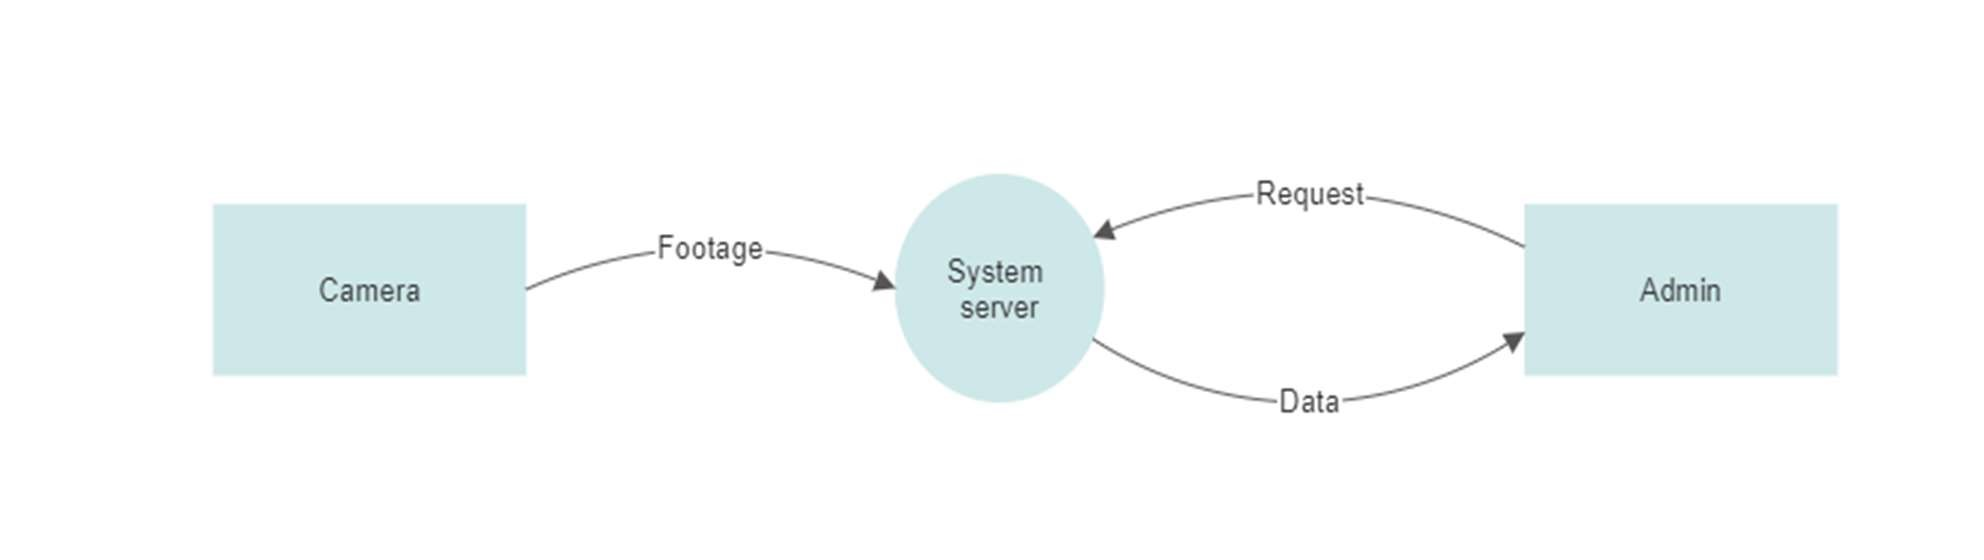 Camera
Footage
System
server
Request
Data
Admin